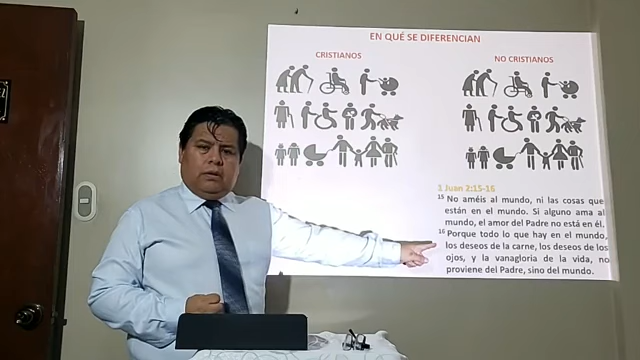 EN QUÉ SE DIFERENCIAN
CRISTIANOS
NO CRISTIANOS
1 Juan 2:15-16
15 No améis al mundo, ni las cosas que
están en el mundo. Si alguno ama al
mundo, el amor del Padre no está en él.
16 Porque todo lo que hay en el mundo,
los deseos de la carne, los deseos de los
ojos, y la vanagloria de la vida, no
proviene del Padre, sino del mundo.